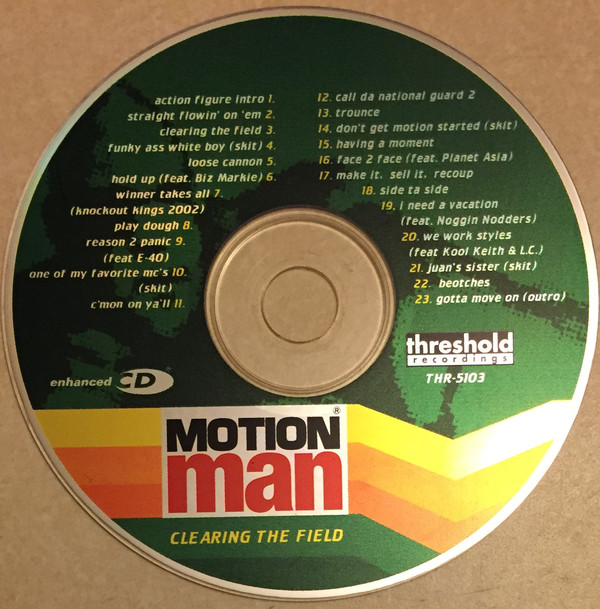 action figure intro 1.
straight flowin' on 'em 2.
clearing the field 3.
funky ass white boy (skit) 4.
loose cannon 5.
hold up (feat. Biz Markie) 6.
winner takes all 7.
(knockout kings 2002)
play dough 8.
reason 2 panic 9.
(feat E-40)
one of my favorite mc's 10.
(skit)
c'mon on ya'll 11.
12. call da national guard 2
13. trounce
14. don't get motion started (skit)
15. having a moment
16. face 2 face (feat. Planet Asia)
17. make it. sell it. recoup
18. side ta side
19. i need a vacation
(feat. Noggin Nodders)
20. we work styles
(feat Kool Keith & L.C.)
21. juan's sister (skit)
22. beotches
23. gotta move on (outro)
threshold
recordings
THR-5103
enhanced CD
MOTION®
man
CLEARING THE FIELD